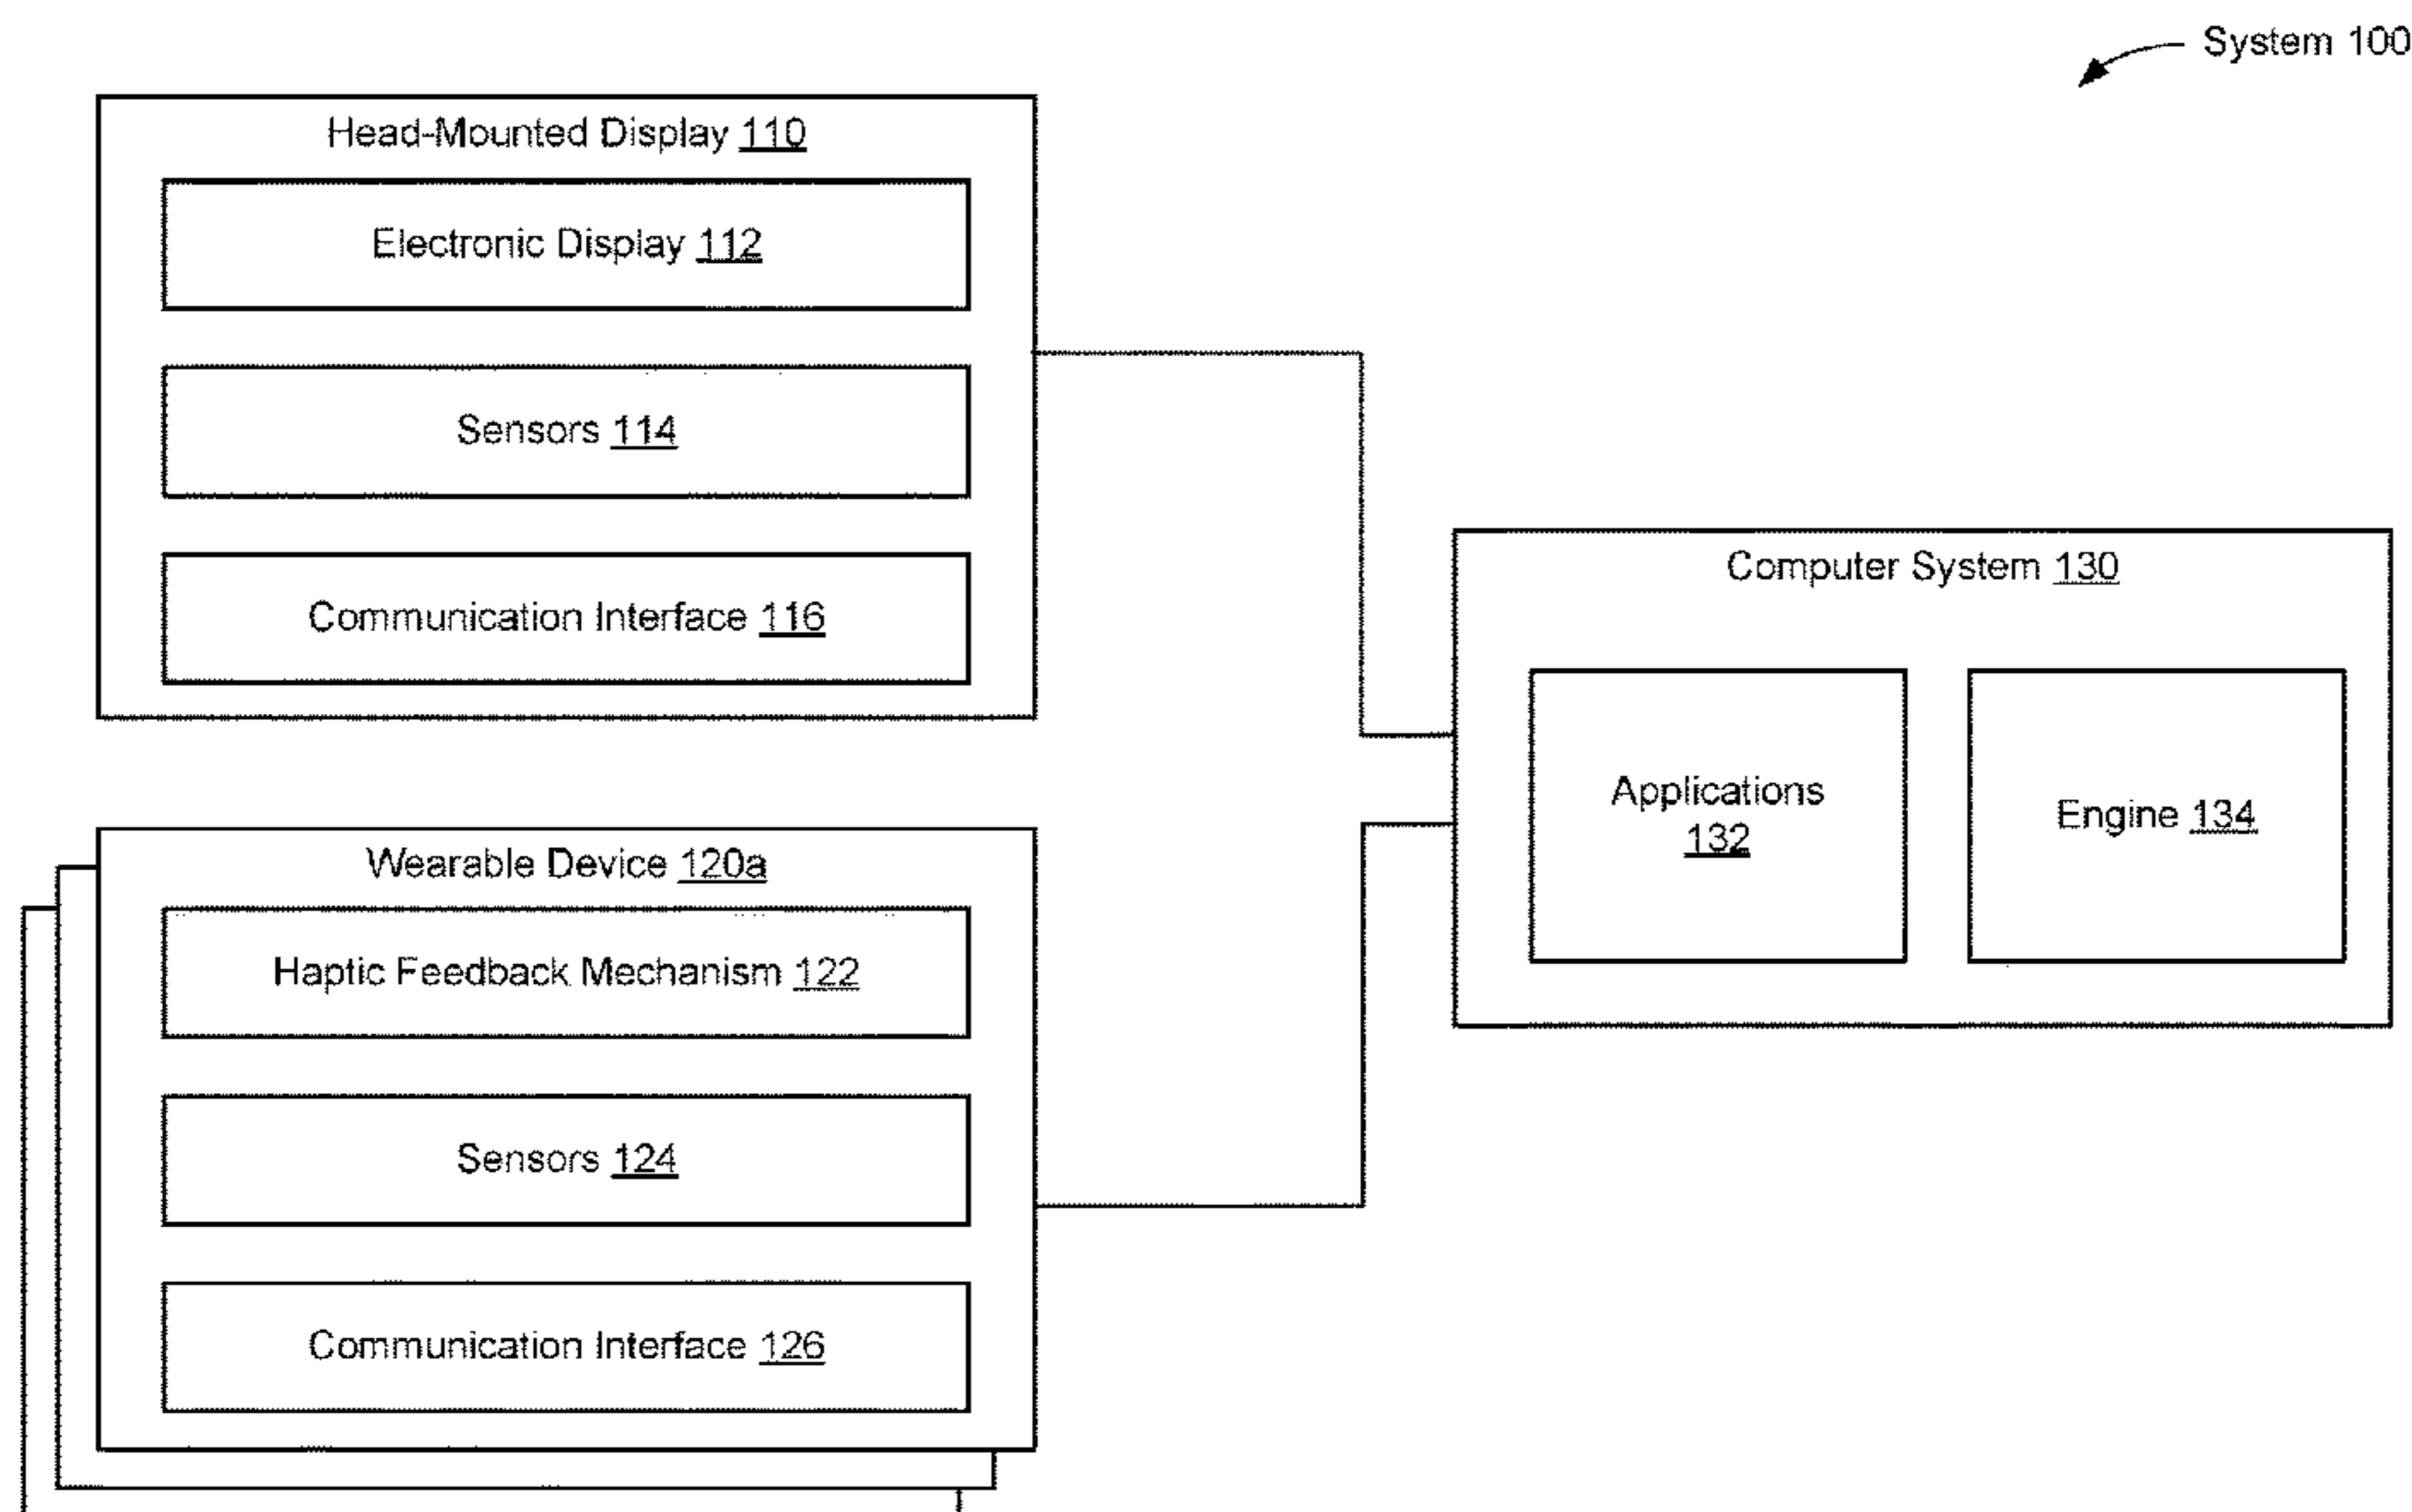 System 100
Head-Mounted Display 110
Electronic Display 112
Sensors 114
Communication Interface 116
Computer System 130
Applications
132
Engine 134
Wearable Device 120a
Haptic Feedback Mechanism 122
Sensors 124
Communication Interface 126